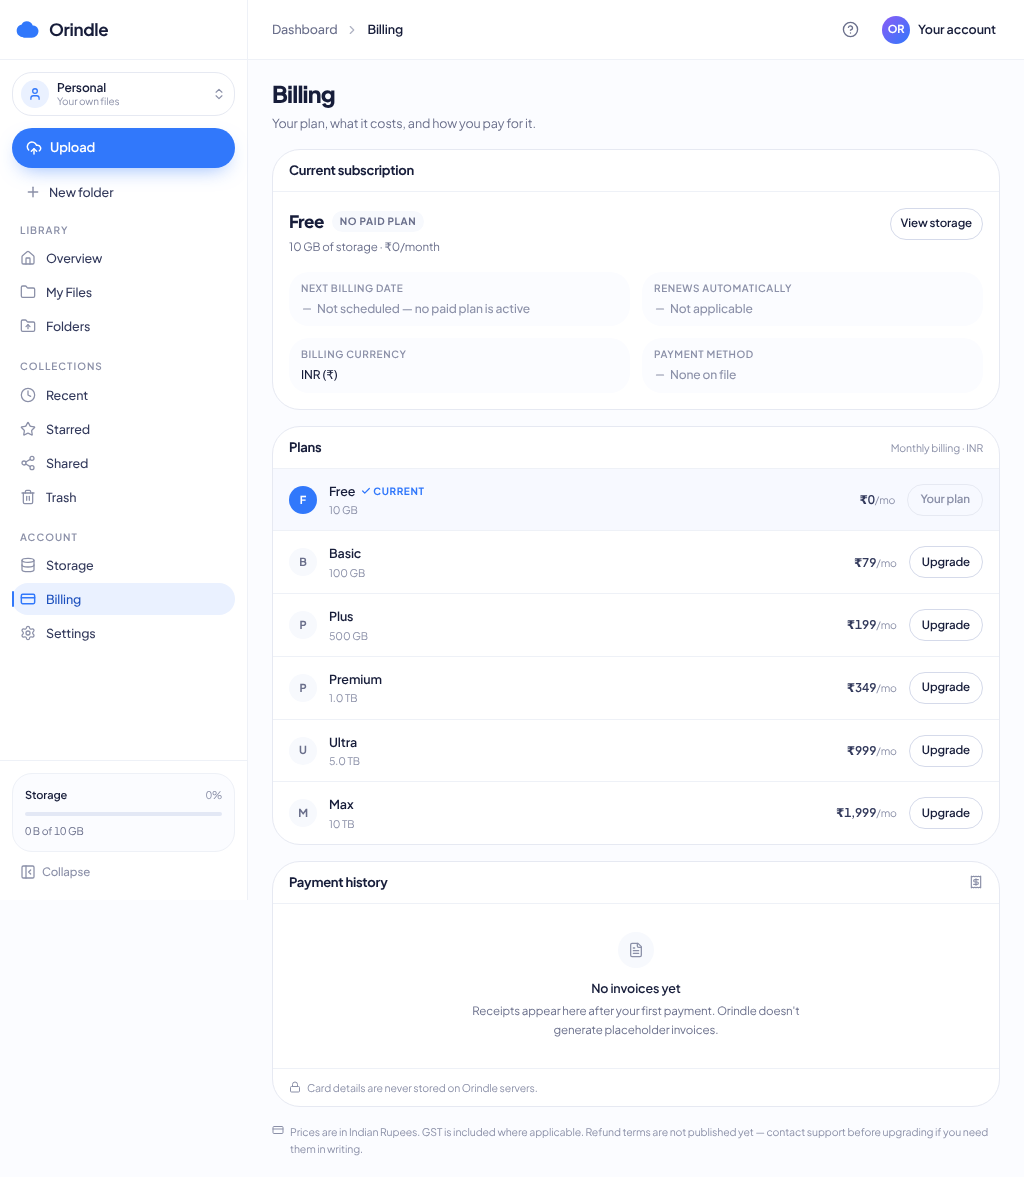 Orindle
Dashboard
Billing
OR
Your account
Personal
Your own files
Upload
New folder
LIBRARY
Overview
My Files
Folders
COLLECTIONS
Recent
Starred
Shared
Trash
ACCOUNT
Storage
Billing
Settings
Storage
0%
0 B of 10 GB
Collapse
Billing
Your plan, what it costs, and how you pay for it.
Current subscription
Free
NO PAID PLAN
View storage
10 GB of storage · ₹0/month
NEXT BILLING DATE
— Not scheduled — no paid plan is active
RENEWS AUTOMATICALLY
— Not applicable
BILLING CURRENCY
INR (₹)
PAYMENT METHOD
— None on file
Plans
Monthly billing · INR
F
Free
CURRENT
10 GB
₹0/mo
Your plan
B
Basic
100 GB
₹79/mo
Upgrade
P
Plus
500 GB
₹199/mo
Upgrade
P
Premium
1.0 TB
₹349/mo
Upgrade
U
Ultra
5.0 TB
₹999/mo
Upgrade
M
Max
10 TB
₹1,999/mo
Upgrade
Payment history
No invoices yet
Receipts appear here after your first payment. Orindle doesn't
generate placeholder invoices.
Card details are never stored on Orindle servers.
Prices are in Indian Rupees. GST is included where applicable. Refund terms are not published yet — contact support before upgrading if you need
them in writing.